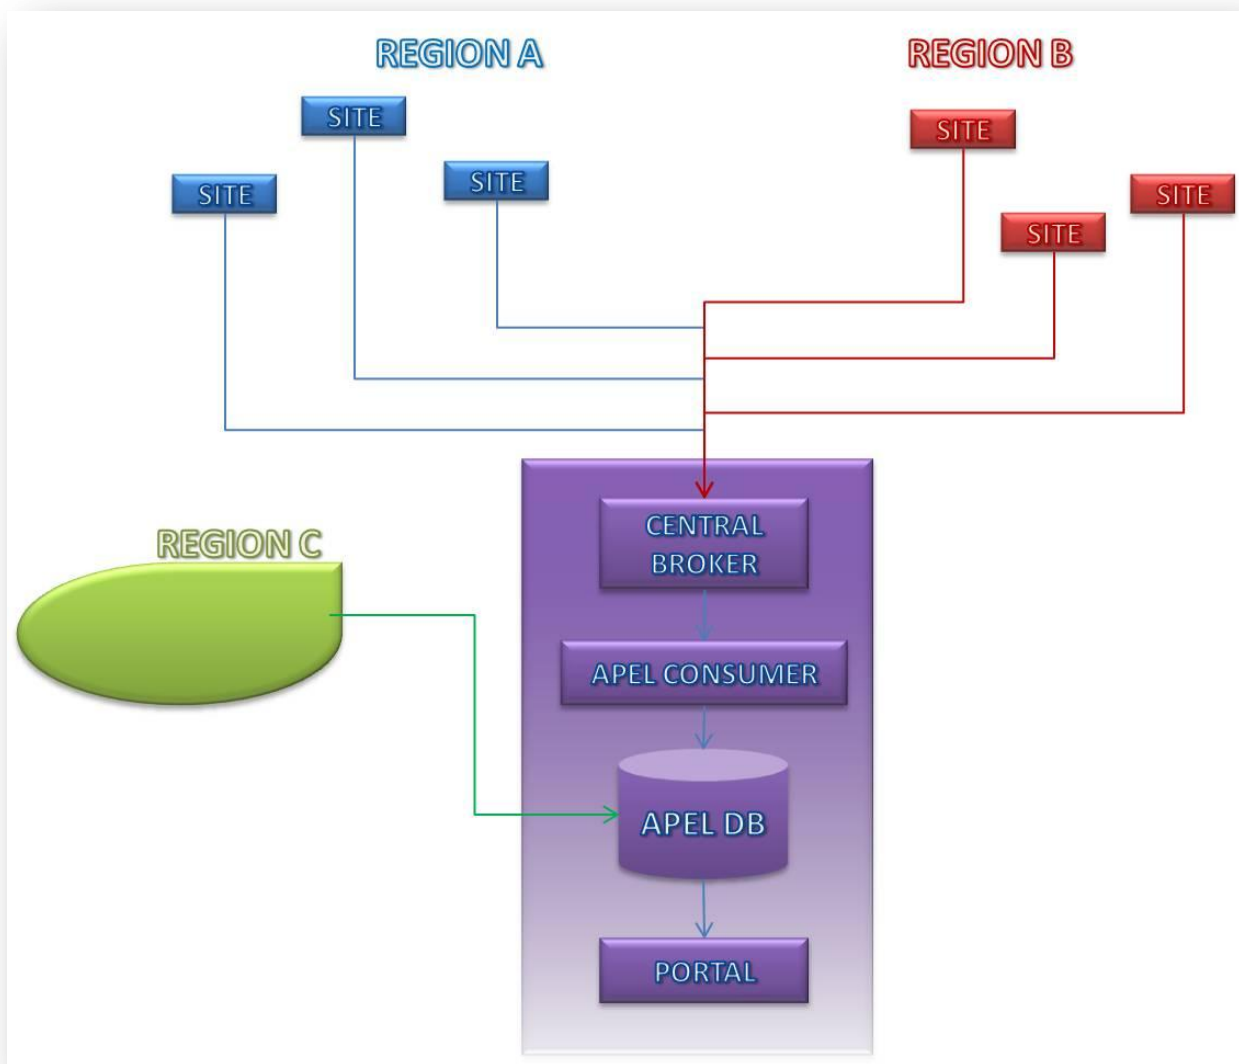 REGION A
REGION B
SITE
SITE
SITE
SITE
SITE
SITE
CENTRAL
BROKER
REGION C
APEL CONSUMER
APEL DB
PORTAL